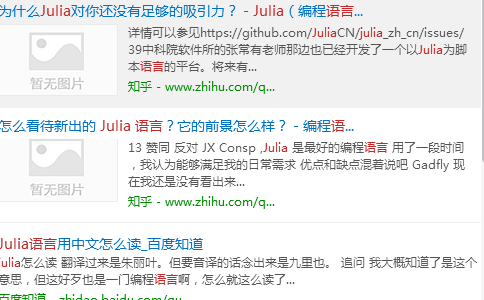 为什么Julia对你还没有足够的吸引力？ - Julia（编程语言...
详情可以参见https://github.com/JuliaCN/julia_zh_cn/issues/
39中科院软件所的张常有老师那边也已经开发了一个以Julia为脚
本语言的平台。将来有...
暂无图片
知乎 - www.zhihu.com/q...
怎么看待新出的 Julia 语言？它的前景怎么样？ - 编程语...
13 赞同 反对 JX Consp ,Julia 是最好的编程语言 用了一段时间
，我认为能够满足我的日常需求 优点和缺点混着说吧 Gadfly 现
在我还是没有看出来...
暂无图片
知乎 - www.zhihu.com/q...
Julia语言用中文怎么读_百度知道
julia怎么读 翻译过来是朱丽叶。但要音译的话念出来是九里也。 追问 我大概知道了是这个
意思，但这好歹也是一门编程语言啊，怎么就这么读了...
百度知道 - zhidao.baidu.com/qu...